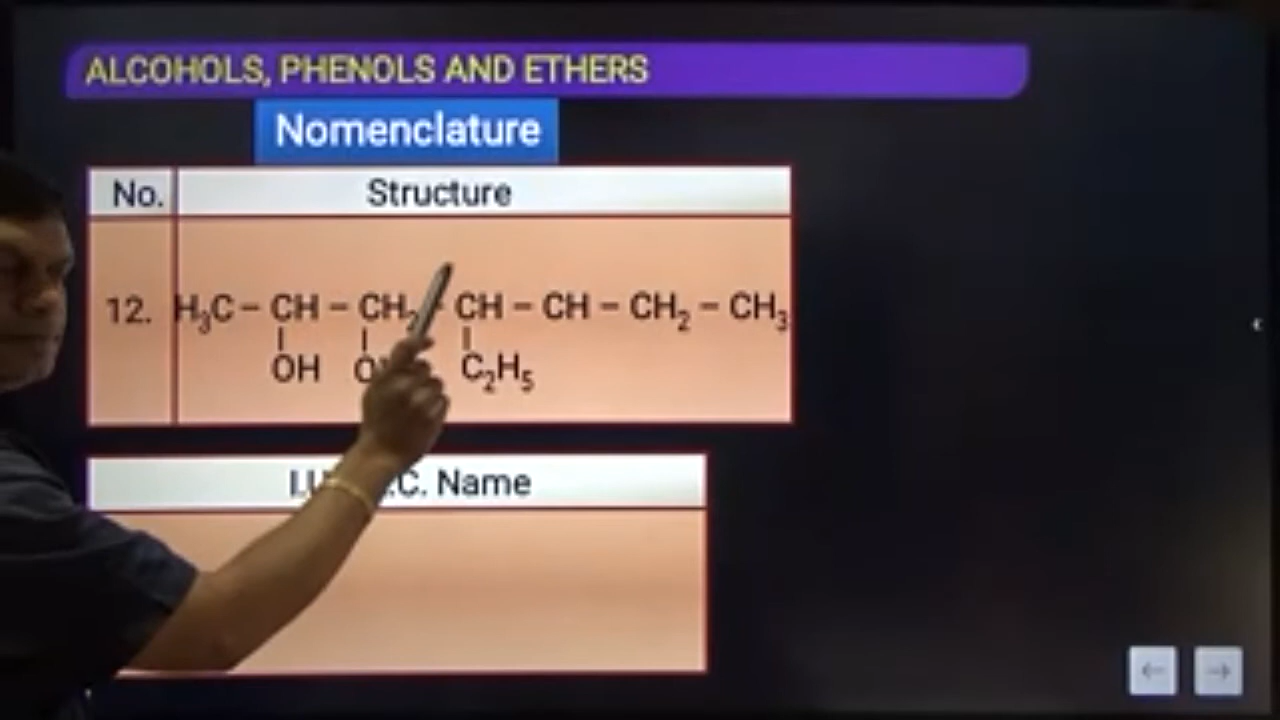 ALCOHOLS, PHENOLS AND ETHERS
Nomenclature
No. Structure
12. H₃C – CH – CH₂ – CH – CH – CH₂ – CH₃
OH C₂H₅
Name